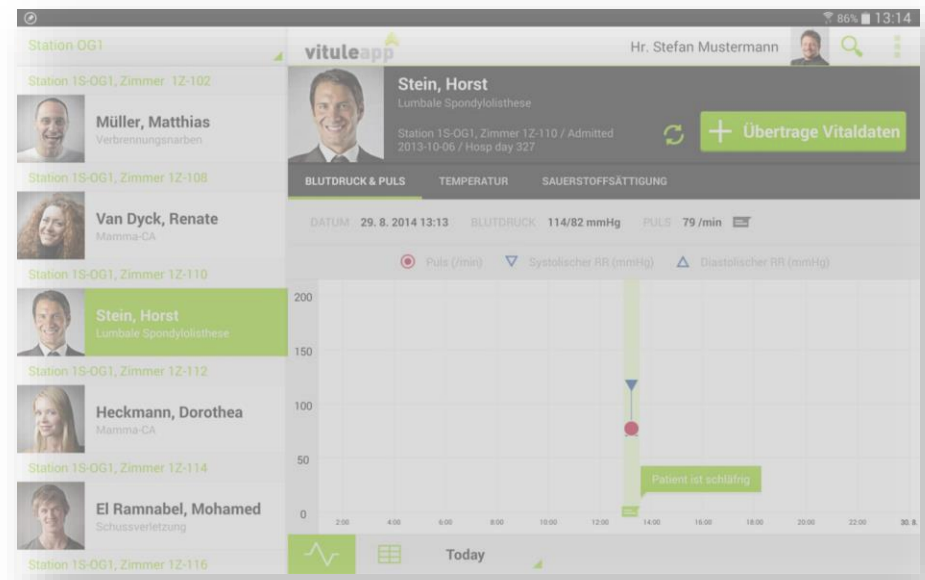 86% 13:14
Station OG1
vituleapp
Hr. Stefan Mustermann
Station 1S-OG1, Zimmer 1Z-102
Müller, Matthias
Verbrennungsnarben
Station 1S-OG1, Zimmer 1Z-108
Van Dyck, Renate
Mamma-CA
Station 1S-OG1, Zimmer 1Z-110
Stein, Horst
Lumbale Spondylolisthese
Station 1S-OG1, Zimmer 1Z-112
Heckmann, Dorothea
Mamma-CA
Station 1S-OG1, Zimmer 1Z-114
El Ramnabel, Mohamed
Schussverletzung
Station 1S-OG1, Zimmer 1Z-116
Stein, Horst
Lumbale Spondylolisthese
Station 1S-OG1, Zimmer 1Z-110 / Admitted
2013-10-06 / Hosp day 327
Übertrage Vitaldaten
BLUTDRUCK & PULS TEMPERATUR SAUERSTOFFSÄTTIGUNG
DATUM 29. 8. 2014 13:13 BLUTDRUCK 114/82 mmHg PULS 79 /min
Puls (/min) Systolischer RR (mmHg) Diastolischer RR (mmHg)
200
150
100
50
Patient ist schläfrig
0
2:00 4:00 6:00 8:00 10:00 12:00 14:00 16:00 18:00 20:00 22:00 30. 8.
Today